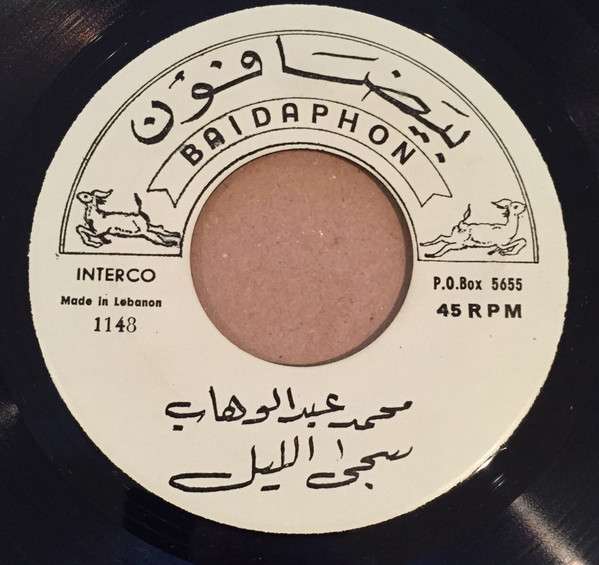 بيضافون
BAIDAPHON
INTERCO
P.O.Box 5655
Made in Lebanon
45 RPM
1148
محمد عبد الوهاب
سجى الليل